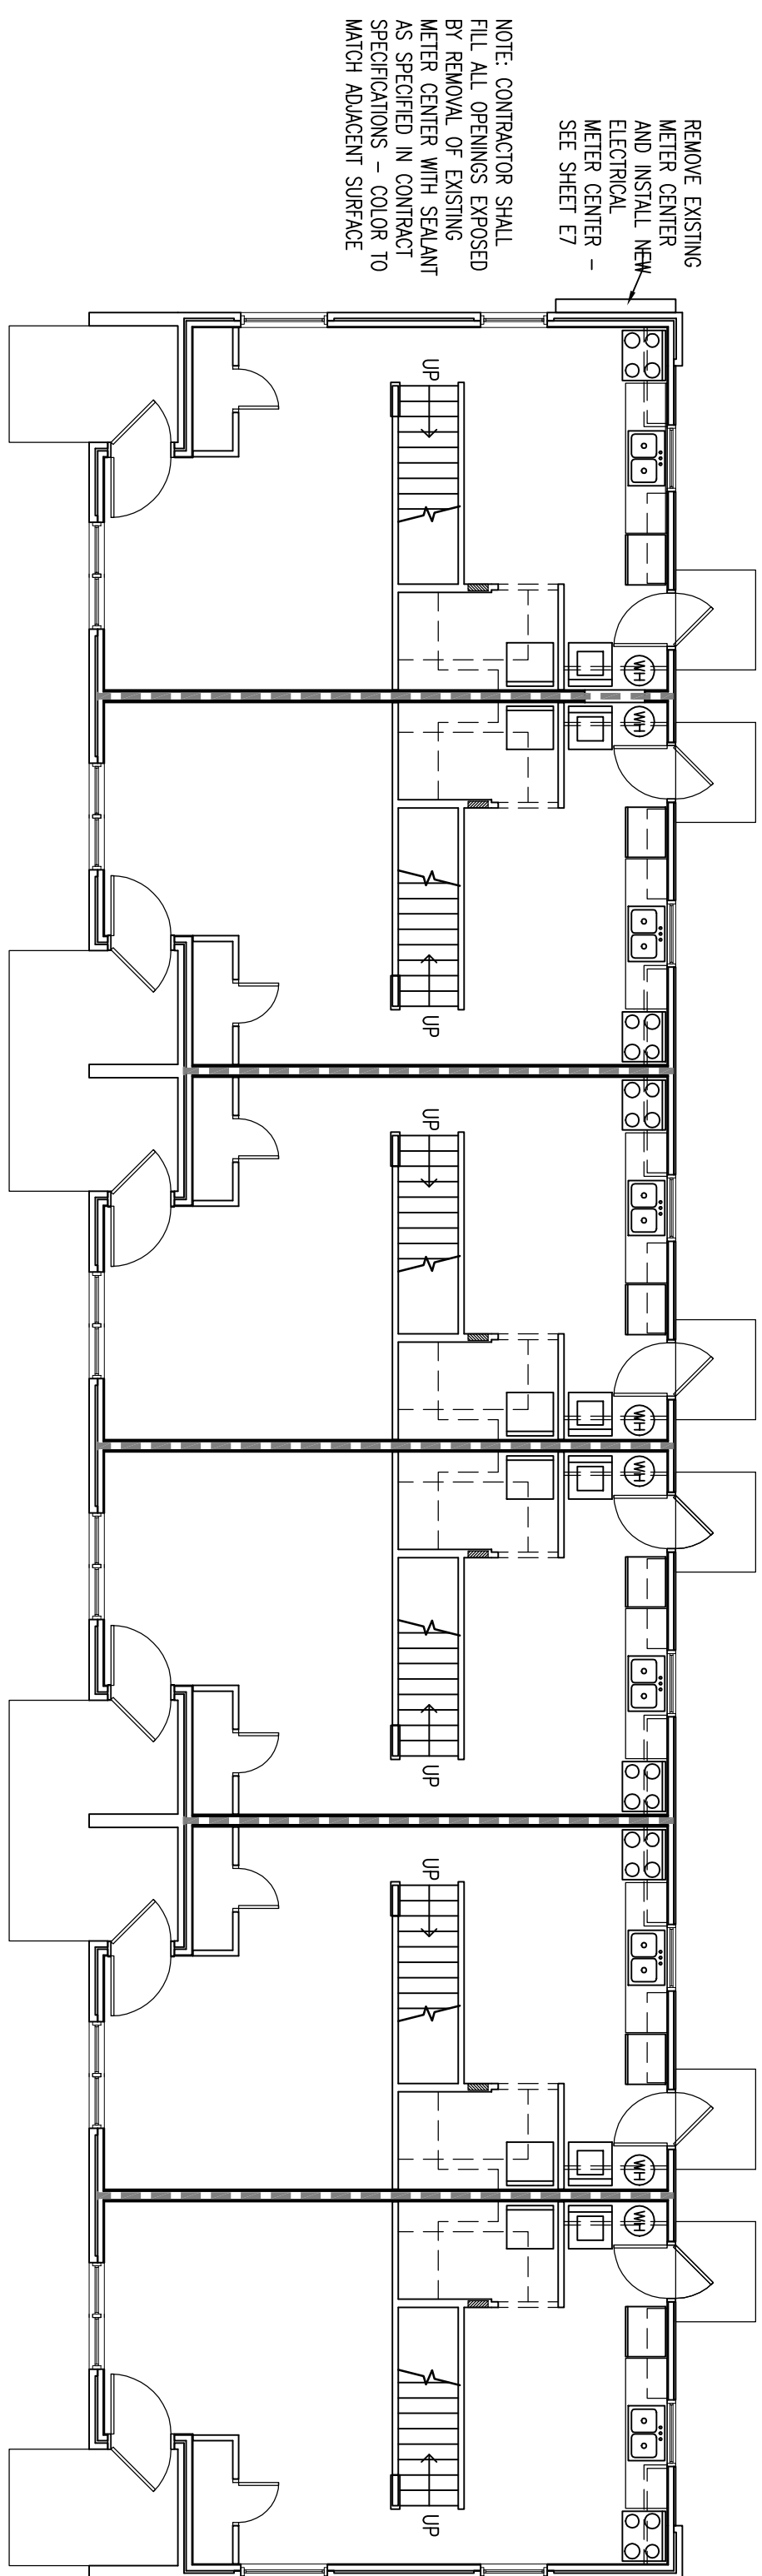 REMOVE EXISTING
METER CENTER
AND INSTALL NEW
ELECTRICAL
METER CENTER –
SEE SHEET E7
NOTE: CONTRACTOR SHALL
FILL ALL OPENINGS EXPOSED
BY REMOVAL OF EXISTING
METER CENTER WITH SEALANT
AS SPECIFIED IN CONTRACT
SPECIFICATIONS – COLOR TO
MATCH ADJACENT SURFACE
UP
WH
WH
UP
UP
WH
WH
UP
UP
WH
WH
UP